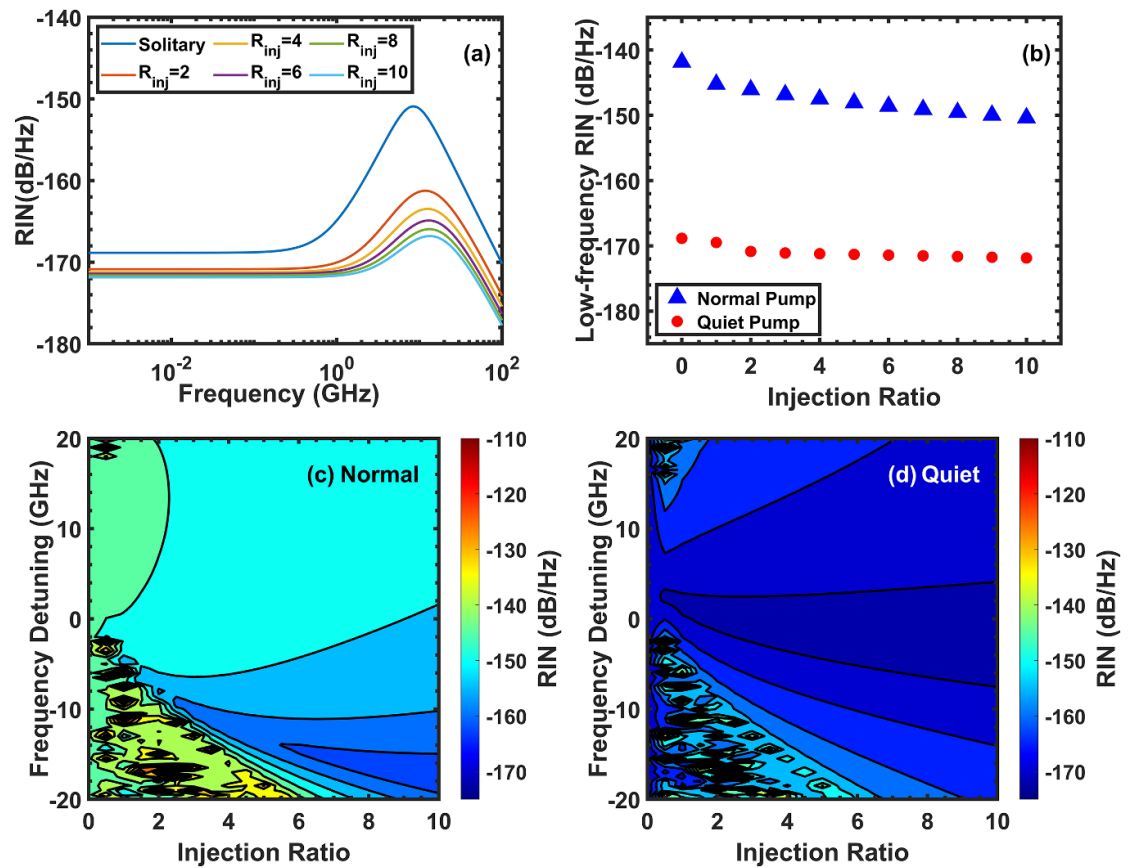 (a)
Solitary
R_inj=2
R_inj=4
R_inj=6
R_inj=8
R_inj=10
-140
-150
-160
-170
-180
RIN(dB/Hz)
10^-2
10^0
10^2
Frequency (GHz)
(b)
-140
-150
-160
-170
-180
Low-frequency RIN (dB/Hz)
Normal Pump
Quiet Pump
0 2 4 6 8 10
Injection Ratio
(c) Normal
20
10
0
-10
-20
Frequency Detuning (GHz)
0 2 4 6 8 10
Injection Ratio
-110
-120
-130
-140
-150
-160
-170
RIN (dB/Hz)
(d) Quiet
20
10
0
-10
-20
Frequency Detuning (GHz)
0 2 4 6 8 10
Injection Ratio
-110
-120
-130
-140
-150
-160
-170
RIN (dB/Hz)